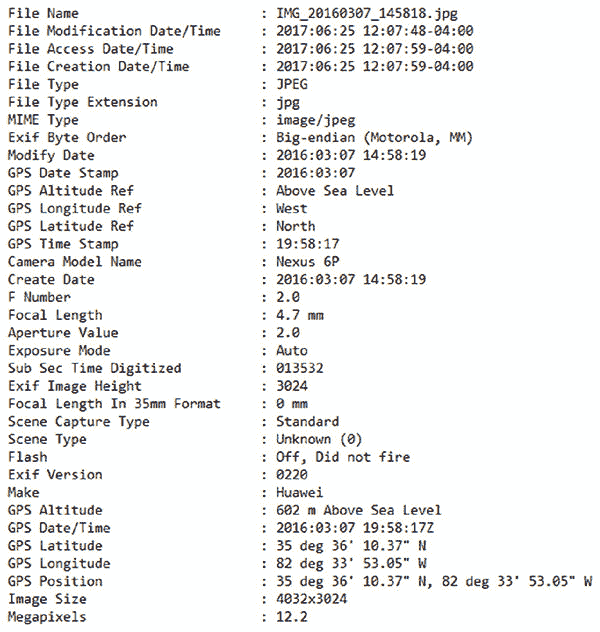 File Name : IMG_20160307_145818.jpg
File Modification Date/Time : 2017:06:25 12:07:48-04:00
File Access Date/Time : 2017:06:25 12:07:59-04:00
File Creation Date/Time : 2017:06:25 12:07:59-04:00
File Type : JPEG
File Type Extension : jpg
MIME Type : image/jpeg
Exif Byte Order : Big-endian (Motorola, MM)
Modify Date : 2016:03:07 14:58:19
GPS Date Stamp : 2016:03:07
GPS Altitude Ref : Above Sea Level
GPS Longitude Ref : West
GPS Latitude Ref : North
GPS Time Stamp : 19:58:17
Camera Model Name : Nexus 6P
Create Date : 2016:03:07 14:58:19
F Number : 2.0
Focal Length : 4.7 mm
Aperture Value : 2.0
Exposure Mode : Auto
Sub Sec Time Digitized : 013532
Exif Image Height : 3024
Focal Length In 35mm Format : 0 mm
Scene Capture Type : Standard
Scene Type : Unknown (0)
Flash : Off, Did not fire
Exif Version : 0220
Make : Huawei
GPS Altitude : 602 m Above Sea Level
GPS Date/Time : 2016:03:07 19:58:17Z
GPS Latitude : 35 deg 36' 10.37" N
GPS Longitude : 82 deg 33' 53.05" W
GPS Position : 35 deg 36' 10.37" N, 82 deg 33' 53.05" W
Image Size : 4032x3024
Megapixels : 12.2